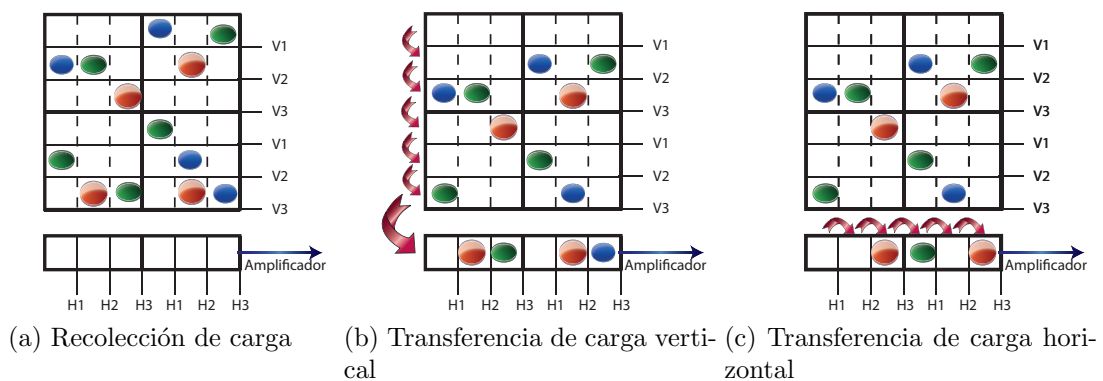 V1
V2
V3
V1
V2
V3
Amplificador
H1 H2 H3 H1 H2 H3
(a) Recolección de carga
V1
V2
V3
V1
V2
V3
Amplificador
H1 H2 H3 H1 H2 H3
(b) Transferencia de carga verti-
cal
V1
V2
V3
V1
V2
V3
Amplificador
H1 H2 H3 H1 H2 H3
(c) Transferencia de carga hori-
zontal